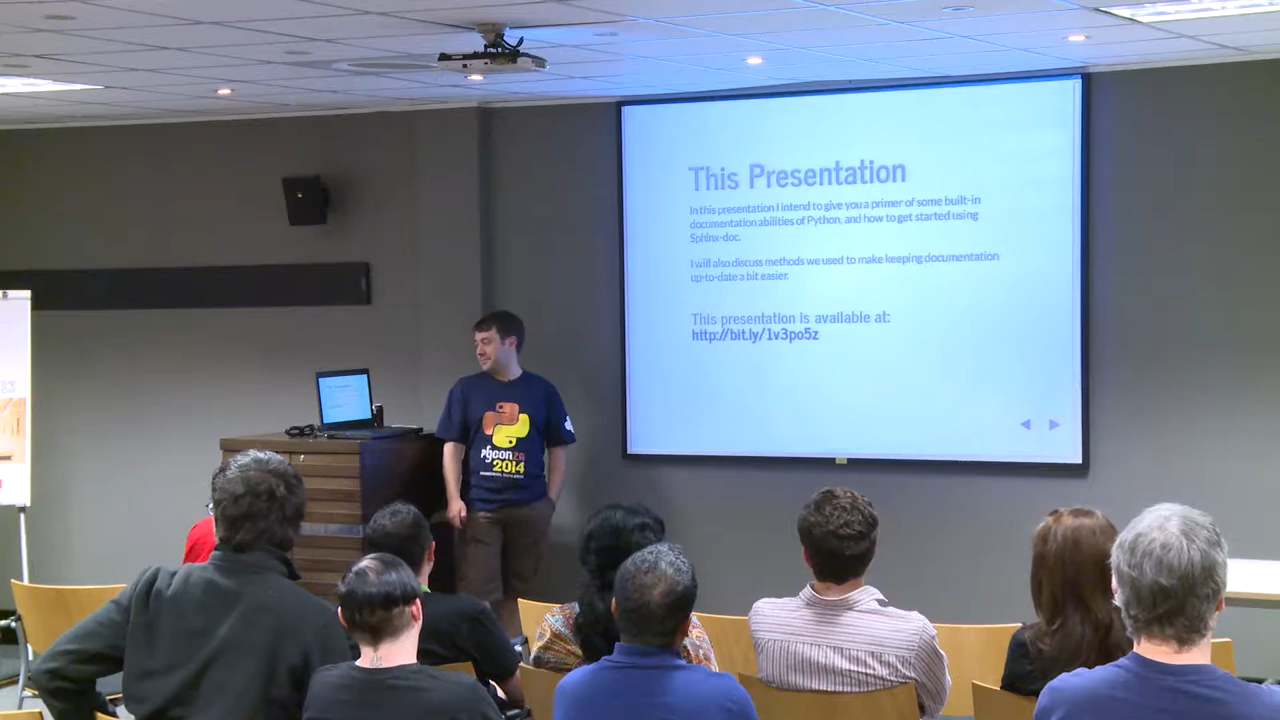 This Presentation
In this presentation I intend to give you a primer of some built-in
documentation abilities of Python, and how to get started using
Sphinx-doc.
I will also discuss methods we used to make keeping documentation
up-to-date a bit easier.
This presentation is available at:
http://bit.ly/1v3po5z
This Presentation
pyconZA
2014